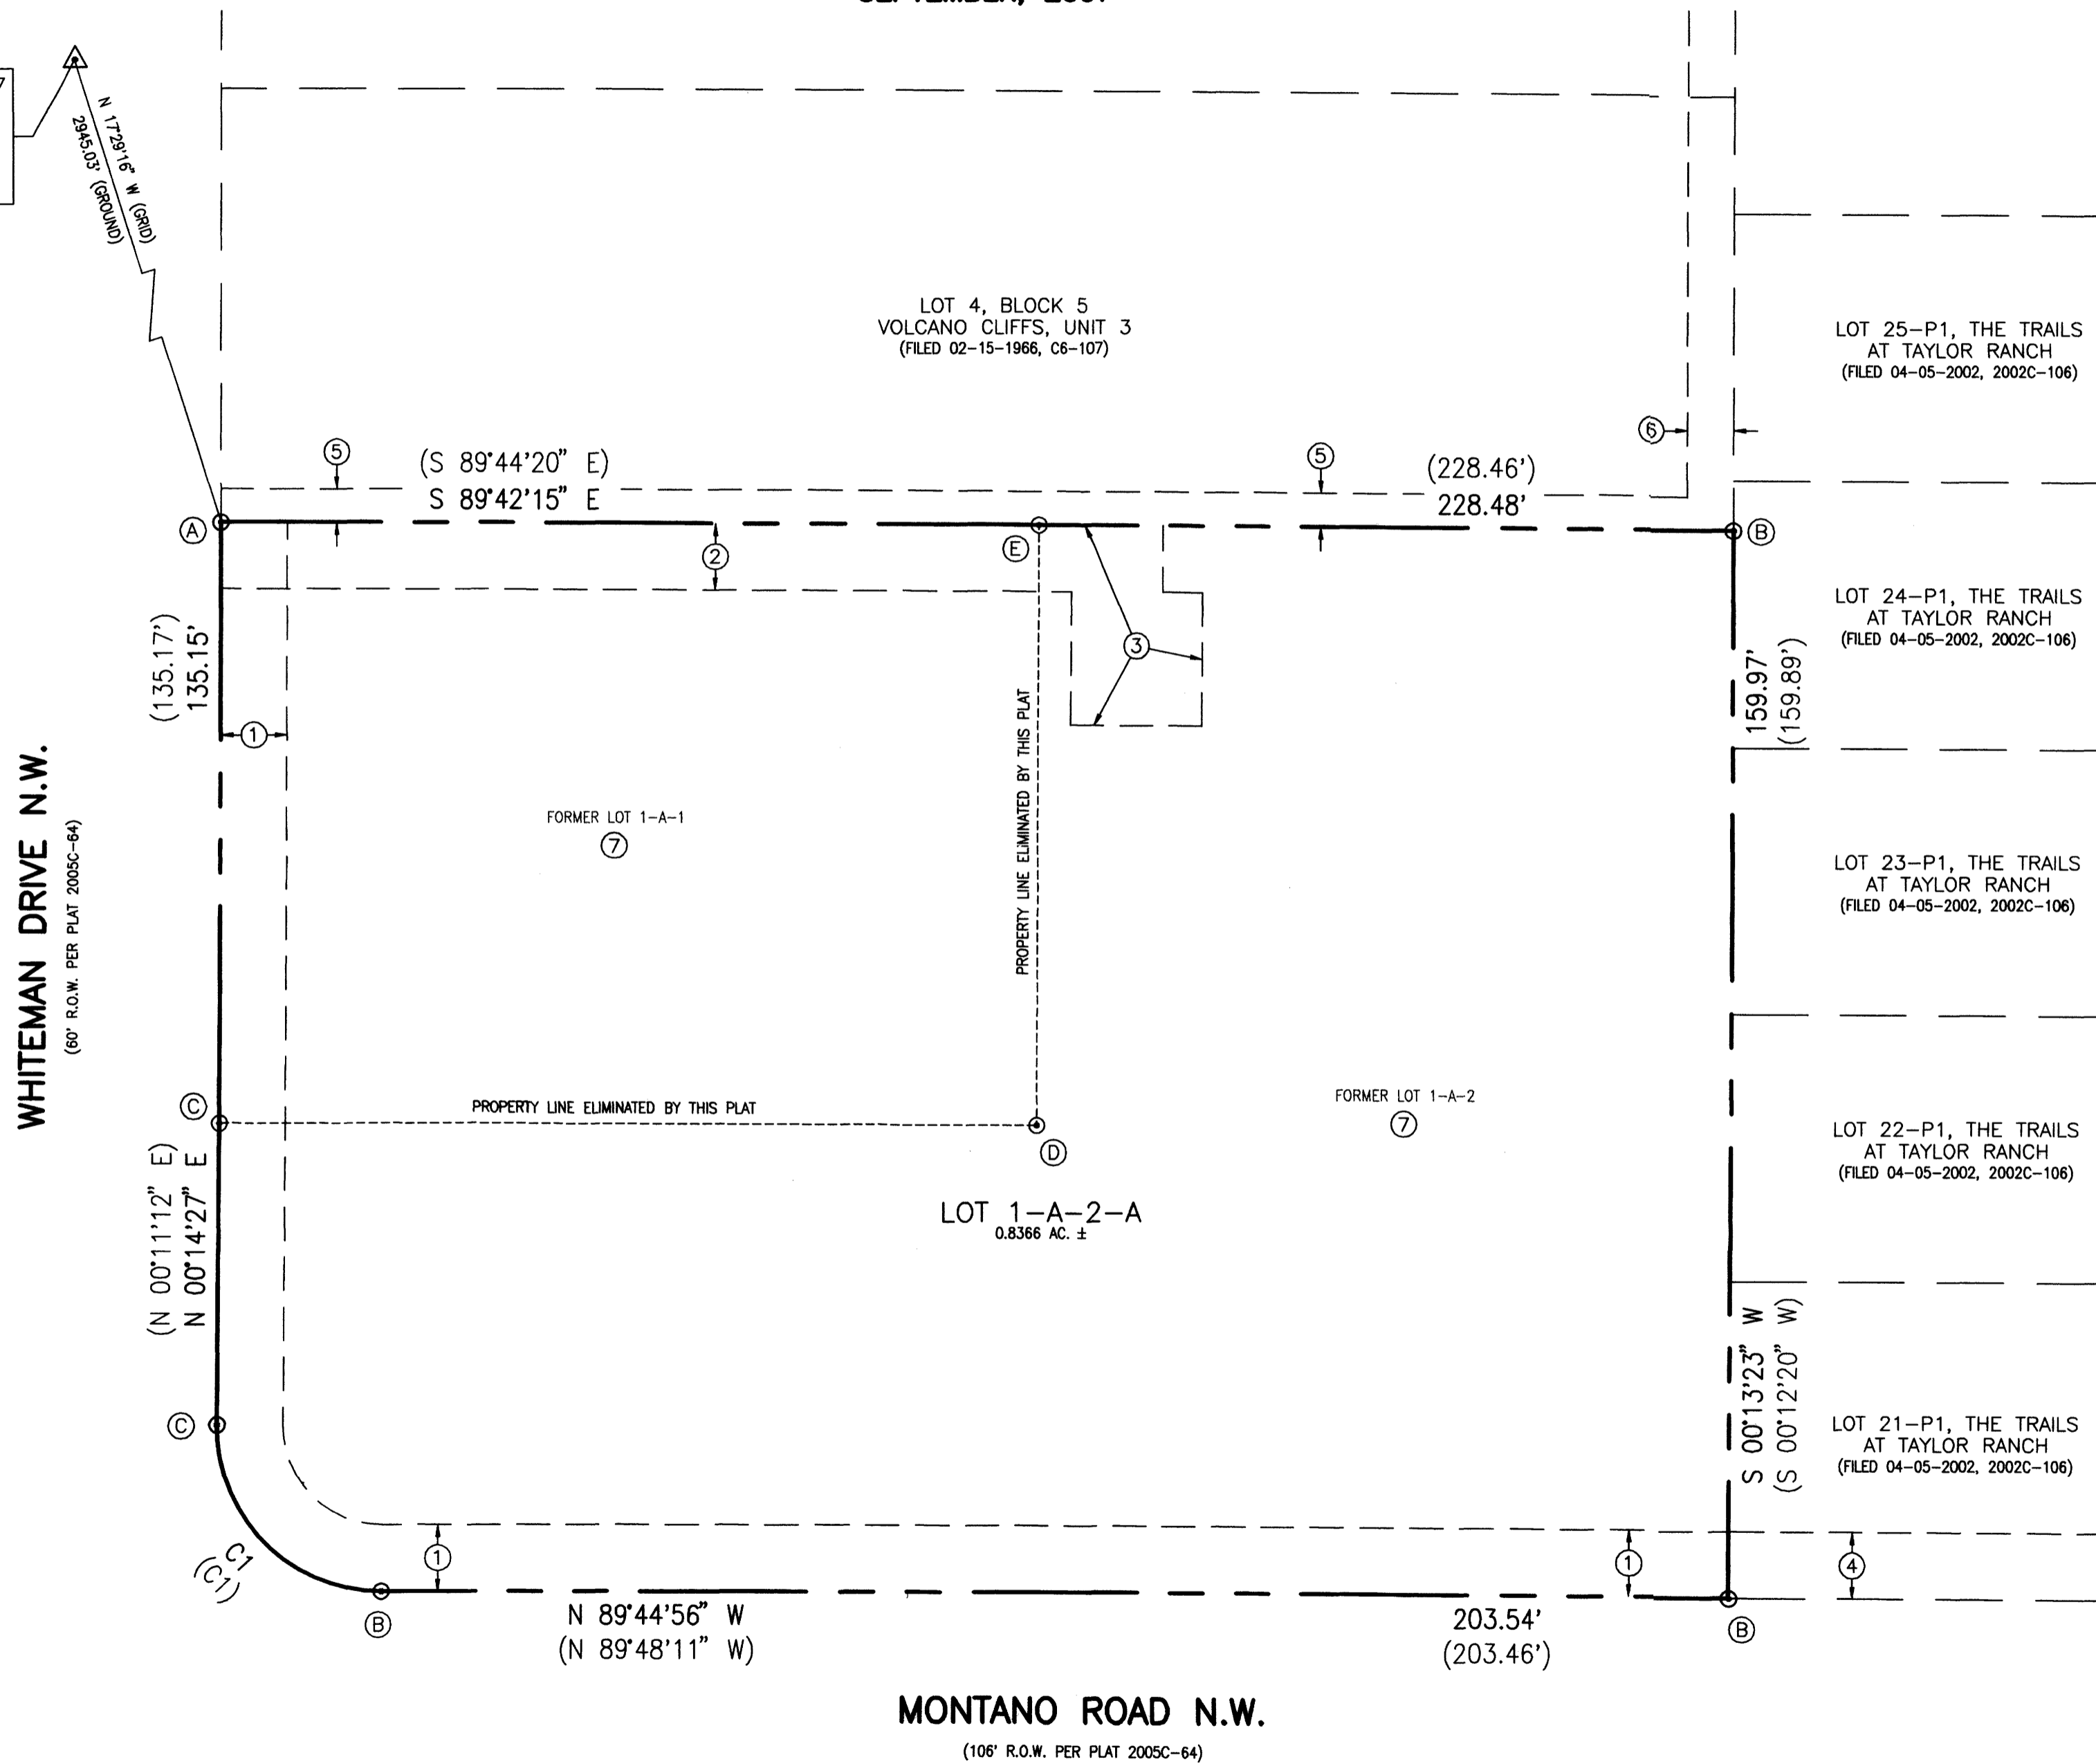 7
N 17°29'16" W (GRID)
2945.03' (GROUND)
LOT 4, BLOCK 5
VOLCANO CLIFFS, UNIT 3
(FILED 02-15-1966, C6-107)
LOT 25-P1, THE TRAILS
AT TAYLOR RANCH
(FILED 04-05-2002, 2002C-106)
6
5
(S 89°44'20" E)
S 89°42'15" E
5
(228.46')
228.48'
A
2
E
B
(135.17')
135.15'
1
3
LOT 24-P1, THE TRAILS
AT TAYLOR RANCH
(FILED 04-05-2002, 2002C-106)
159.97'
(159.89')
PROPERTY LINE ELIMINATED BY THIS PLAT
FORMER LOT 1-A-1
7
WHITEMAN DRIVE N.W.
(60' R.O.W. PER PLAT 2005C-64)
LOT 23-P1, THE TRAILS
AT TAYLOR RANCH
(FILED 04-05-2002, 2002C-106)
C
PROPERTY LINE ELIMINATED BY THIS PLAT
D
FORMER LOT 1-A-2
7
LOT 22-P1, THE TRAILS
AT TAYLOR RANCH
(FILED 04-05-2002, 2002C-106)
(N 00°11'12" E)
N 00°14'27" E
LOT 1-A-2-A
0.8366 AC. ±
S 00°13'23" W
(S 00°12'20" W)
C
LOT 21-P1, THE TRAILS
AT TAYLOR RANCH
(FILED 04-05-2002, 2002C-106)
C1
(C1)
1
1
4
B
N 89°44'56" W
(N 89°48'11" W)
203.54'
(203.46')
B
MONTANO ROAD N.W.
(106' R.O.W. PER PLAT 2005C-64)